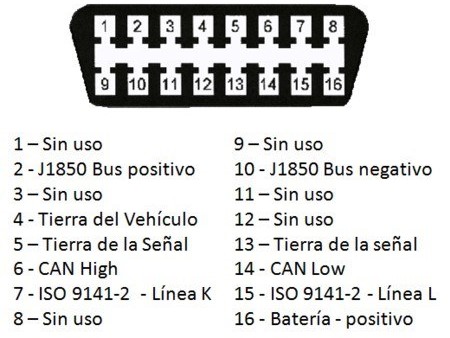 1 2 3 4 5 6 7 8
9 10 11 12 13 14 15 16
1 – Sin uso
2 - J1850 Bus positivo
3 – Sin uso
4 - Tierra del Vehículo
5 – Tierra de la Señal
6 - CAN High
7 - ISO 9141-2 - Línea K
8 – Sin uso
9 – Sin uso
10 - J1850 Bus negativo
11 – Sin uso
12 – Sin uso
13 – Tierra de la señal
14 - CAN Low
15 - ISO 9141-2 - Línea L
16 - Batería - positivo